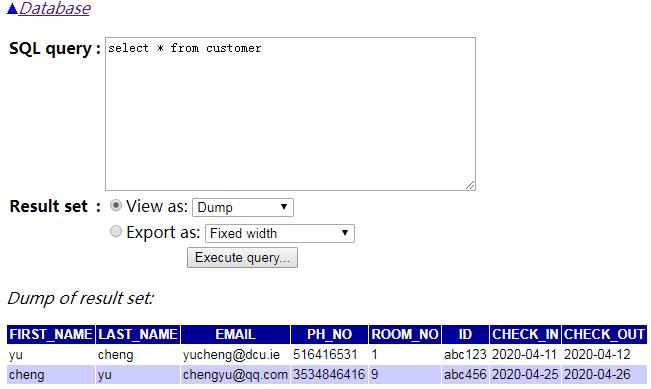 ▲Database
SQL query : select * from customer
Result set : View as: Dump
Export as: Fixed width
Execute query...
Dump of result set:
FIRST_NAME LAST_NAME EMAIL PH_NO ROOM_NO ID CHECK_IN CHECK_OUT
yu cheng yucheng@dcu.ie 516416531 1 abc123 2020-04-11 2020-04-12
cheng yu chengyu@qq.com 3534846416 9 abc456 2020-04-25 2020-04-26